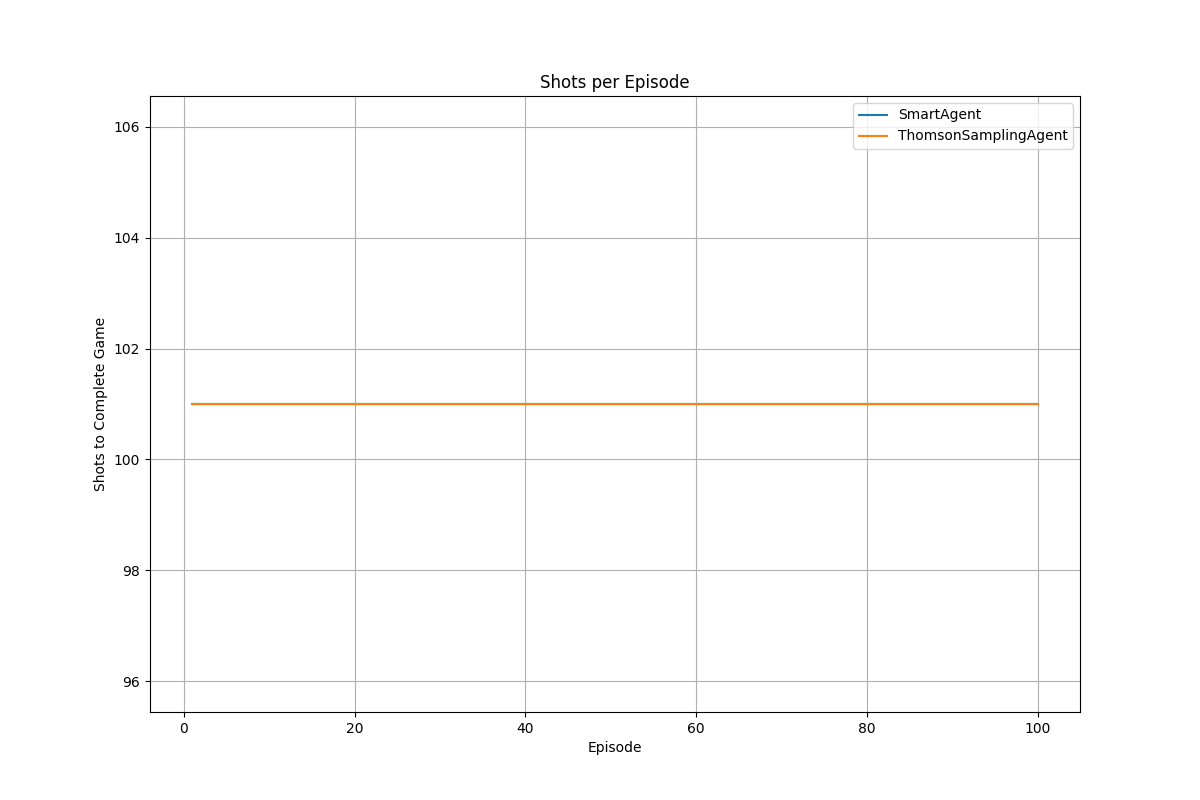 Shots per Episode
SmartAgent
ThomsonSamplingAgent
106
104
102
100
98
96
Shots to Complete Game
0 20 40 60 80 100
Episode